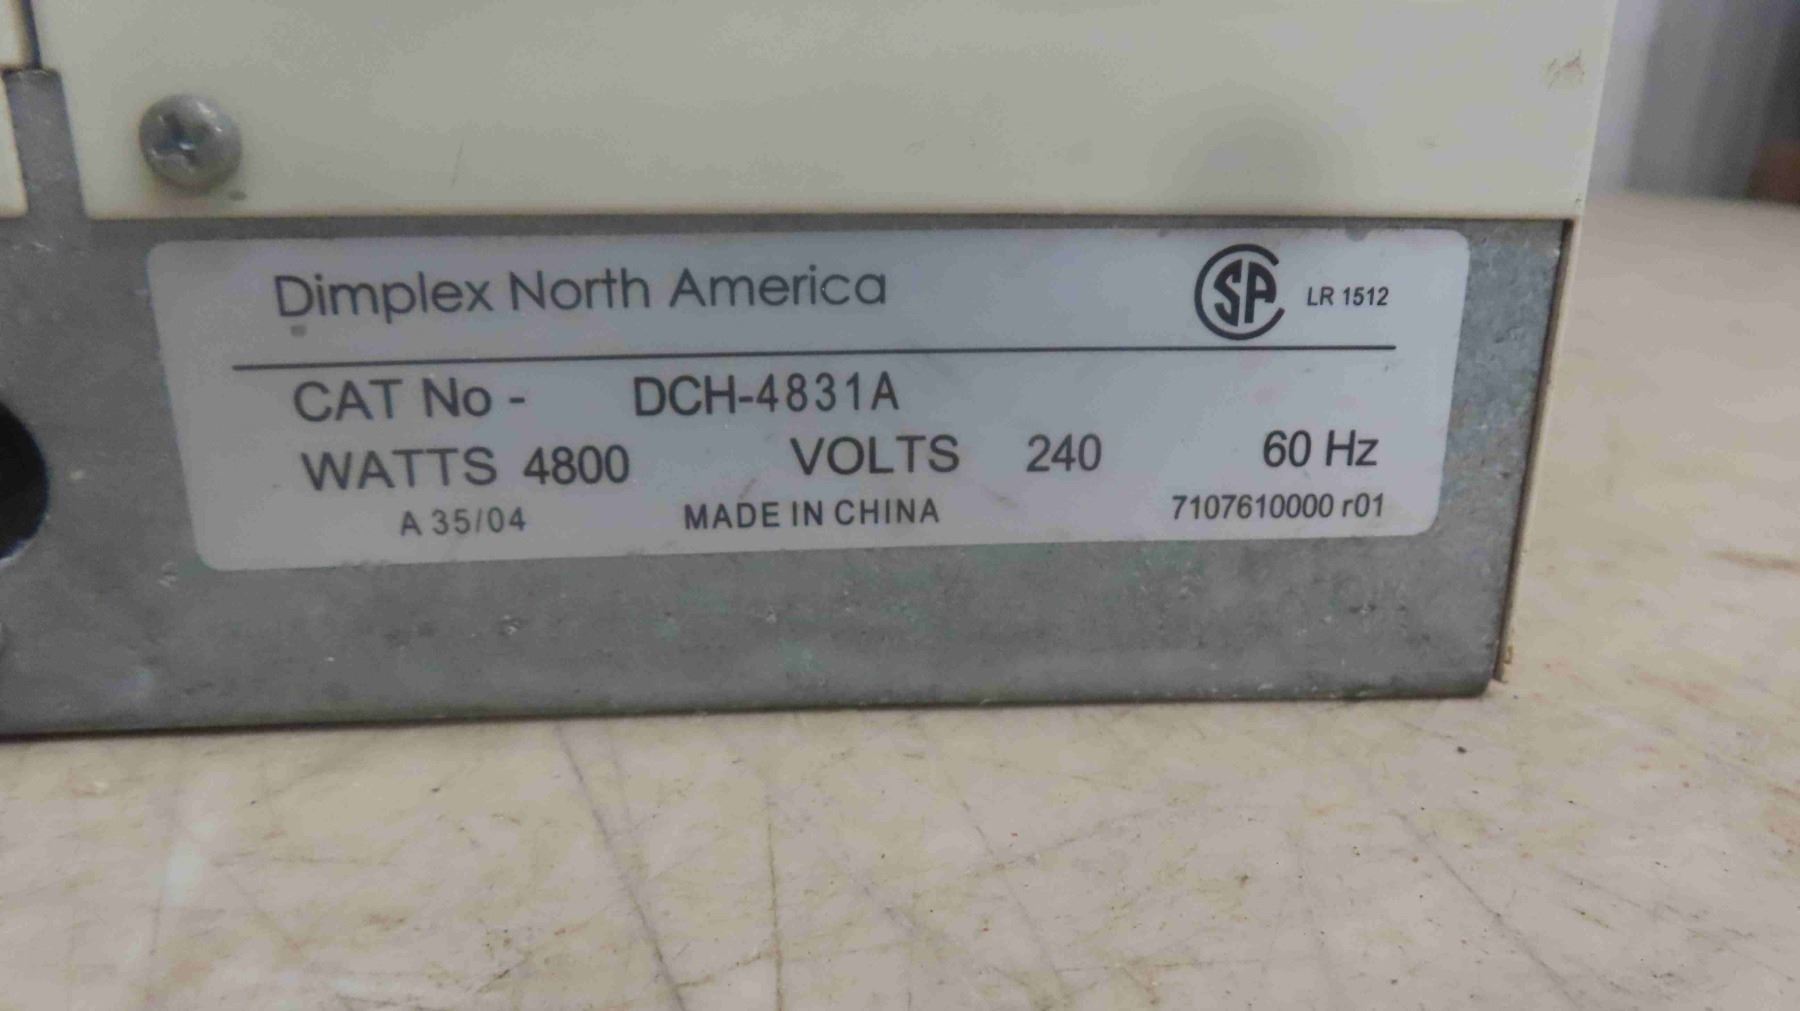 Dimplex North America
SA LR 1512
CAT No - DCH-4831A
WATTS 4800 VOLTS 240 60 Hz
A 35/04 MADE IN CHINA 7107610000 r01